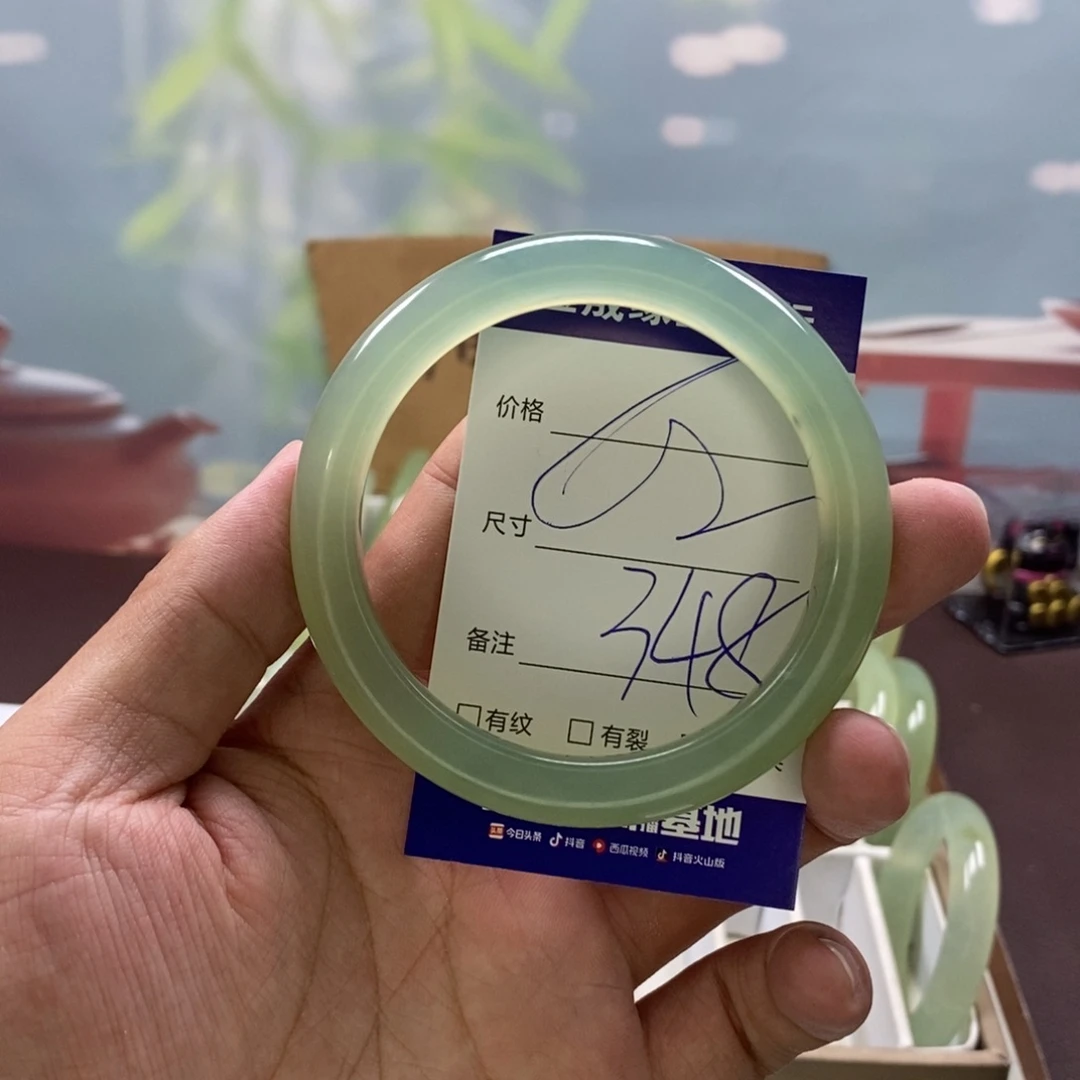 价格
62
尺寸
348
备注
□有纹 □有裂
基地
今日头条 抖音 西瓜视频 抖音火山版